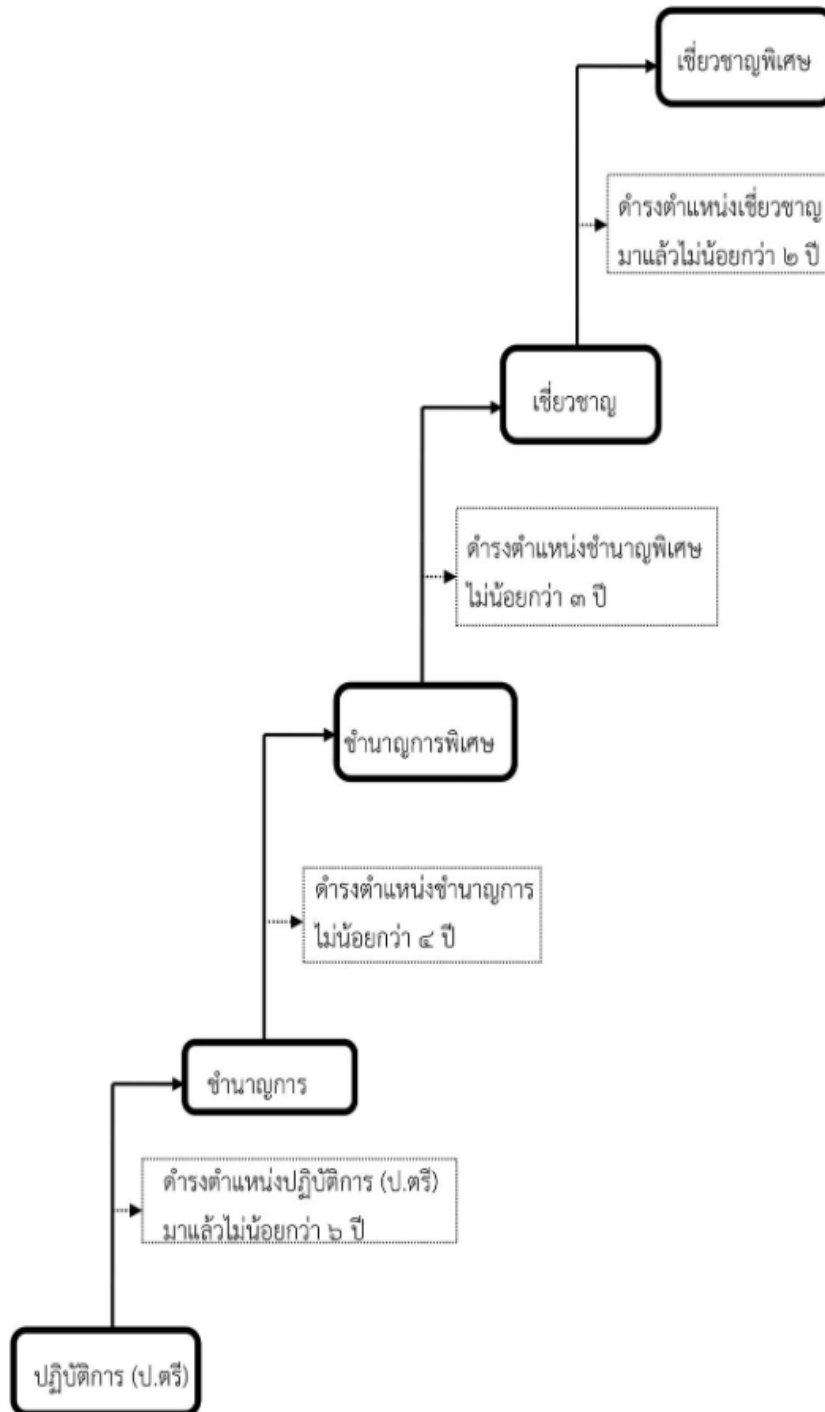 เชี่ยวชาญพิเศษ
ดำรงตำแหน่งเชี่ยวชาญ
มาแล้วไม่น้อยกว่า ๒ ปี
เชี่ยวชาญ
ดำรงตำแหน่งชำนาญพิเศษ
ไม่น้อยกว่า ๓ ปี
ชำนาญการพิเศษ
ดำรงตำแหน่งชำนาญการ
ไม่น้อยกว่า ๔ ปี
ชำนาญการ
ดำรงตำแหน่งปฏิบัติการ (ป.ตรี)
มาแล้วไม่น้อยกว่า ๖ ปี
ปฏิบัติการ (ป.ตรี)